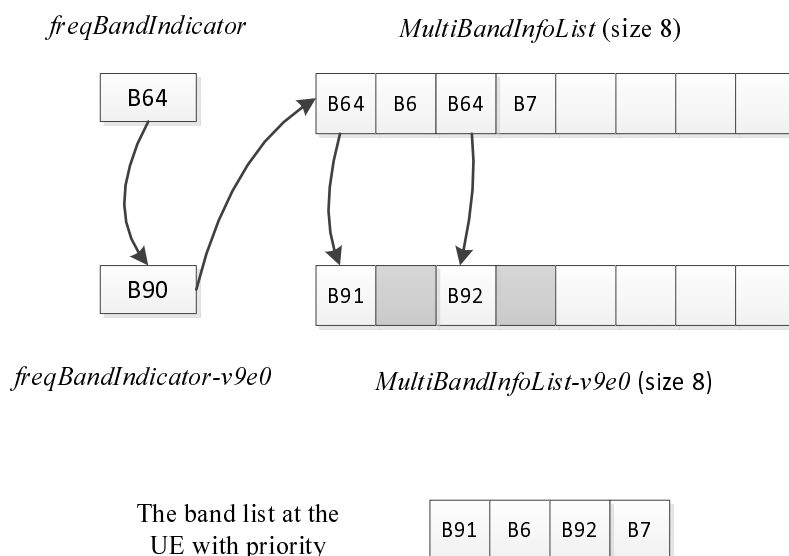 freqBandIndicator
MultiBandInfoList (size 8)
B64
B64 B6 B64 B7
B90
B91 B92
freqBandIndicator-v9e0
MultiBandInfoList-v9e0 (size 8)
The band list at the
UE with priority
B91 B6 B92 B7